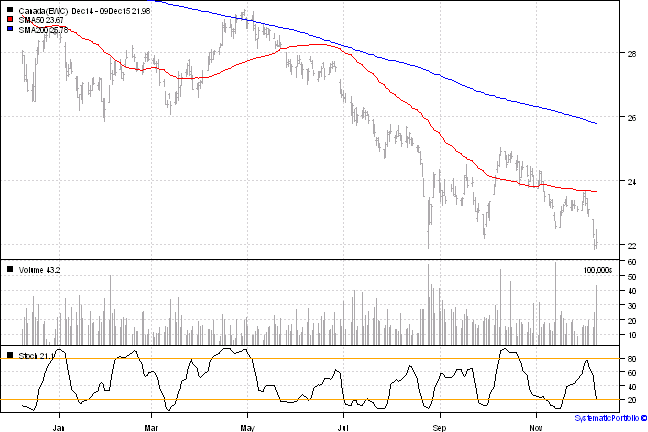 Canada(EWC) Dec14 - 09Dec15 21.98
SMA50 23.67
SMA200 25.78
28
26
24
22
Volume 43.2
100,000s
60
50
40
30
20
10
Stoch 21.1
80
60
40
20
Jan
Mar
May
Jul
Sep
Nov
SystematicPortfolio ©